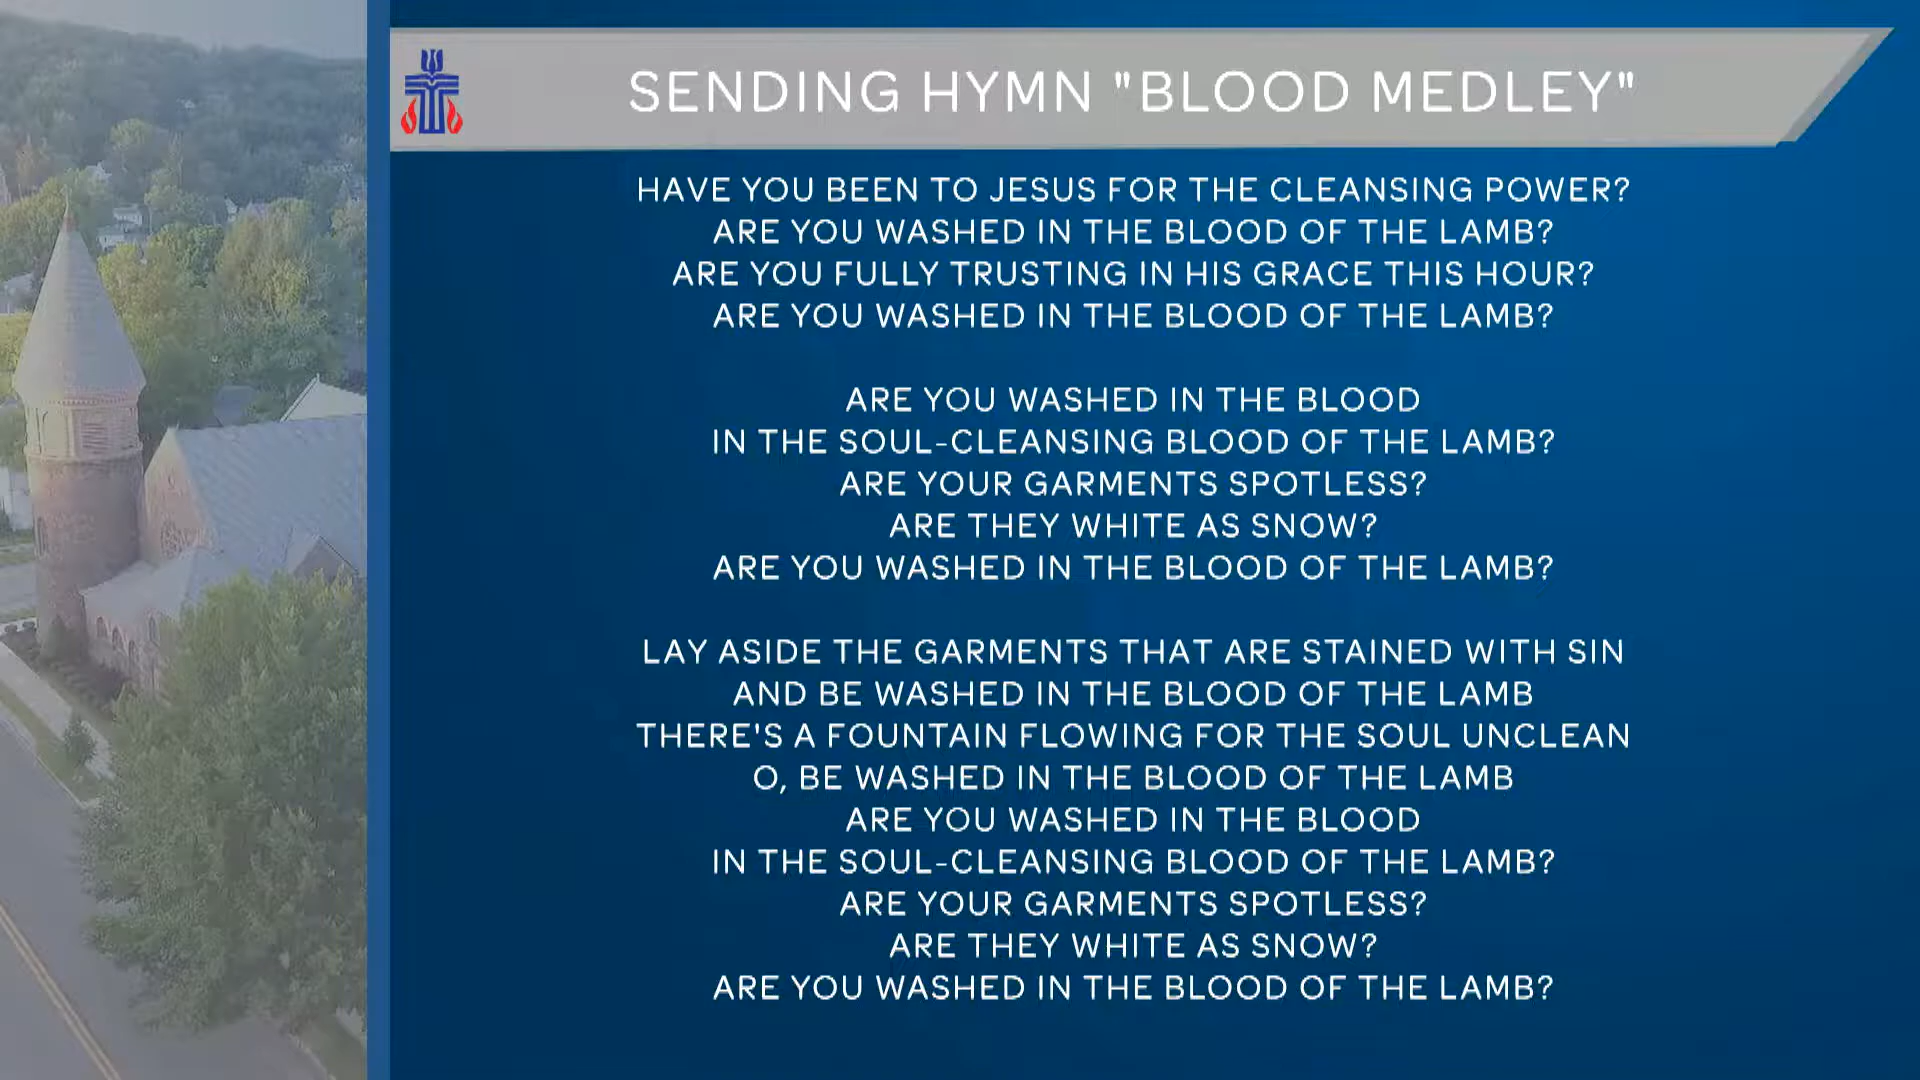 SENDING HYMN "BLOOD MEDLEY"
HAVE YOU BEEN TO JESUS FOR THE CLEANSING POWER?
ARE YOU WASHED IN THE BLOOD OF THE LAMB?
ARE YOU FULLY TRUSTING IN HIS GRACE THIS HOUR?
ARE YOU WASHED IN THE BLOOD OF THE LAMB?
ARE YOU WASHED IN THE BLOOD
IN THE SOUL-CLEANSING BLOOD OF THE LAMB?
ARE YOUR GARMENTS SPOTLESS?
ARE THEY WHITE AS SNOW?
ARE YOU WASHED IN THE BLOOD OF THE LAMB?
LAY ASIDE THE GARMENTS THAT ARE STAINED WITH SIN
AND BE WASHED IN THE BLOOD OF THE LAMB
THERE'S A FOUNTAIN FLOWING FOR THE SOUL UNCLEAN
O, BE WASHED IN THE BLOOD OF THE LAMB
ARE YOU WASHED IN THE BLOOD
IN THE SOUL-CLEANSING BLOOD OF THE LAMB?
ARE YOUR GARMENTS SPOTLESS?
ARE THEY WHITE AS SNOW?
ARE YOU WASHED IN THE BLOOD OF THE LAMB?